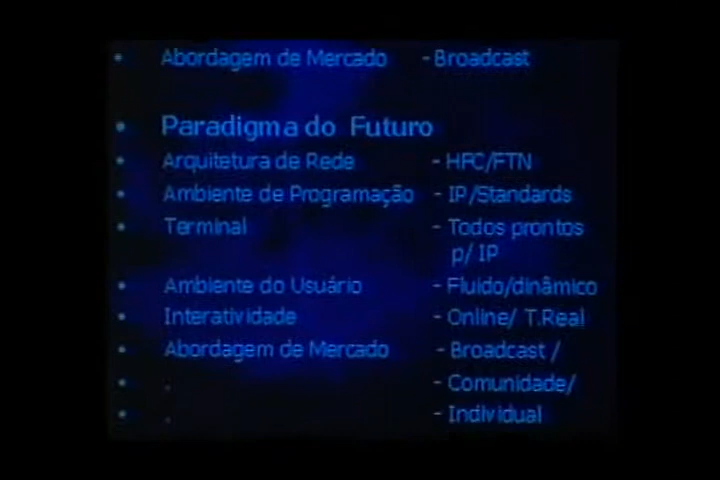 • Abordagem de Mercado - Broadcast
• Paradigma do Futuro
• Arquitetura de Rede - HFC/FTN
• Ambiente de Programação - IP/Standards
• Terminal - Todos prontos
p/ IP
• Ambiente do Usuário - Fluido/dinâmico
• Interatividade - Online/ T.Real
• Abordagem de Mercado - Broadcast /
• . - Comunidade/
• . - Individual